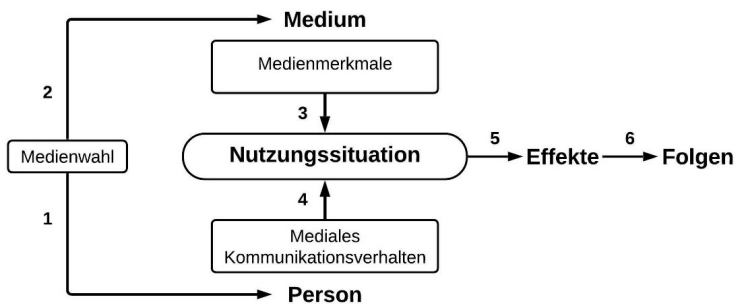 Medium
Medienmerkmale
2
3
Medienwahl
Nutzungssituation
5
Effekte
6
Folgen
4
1
Mediales
Kommunikationsverhalten
Person